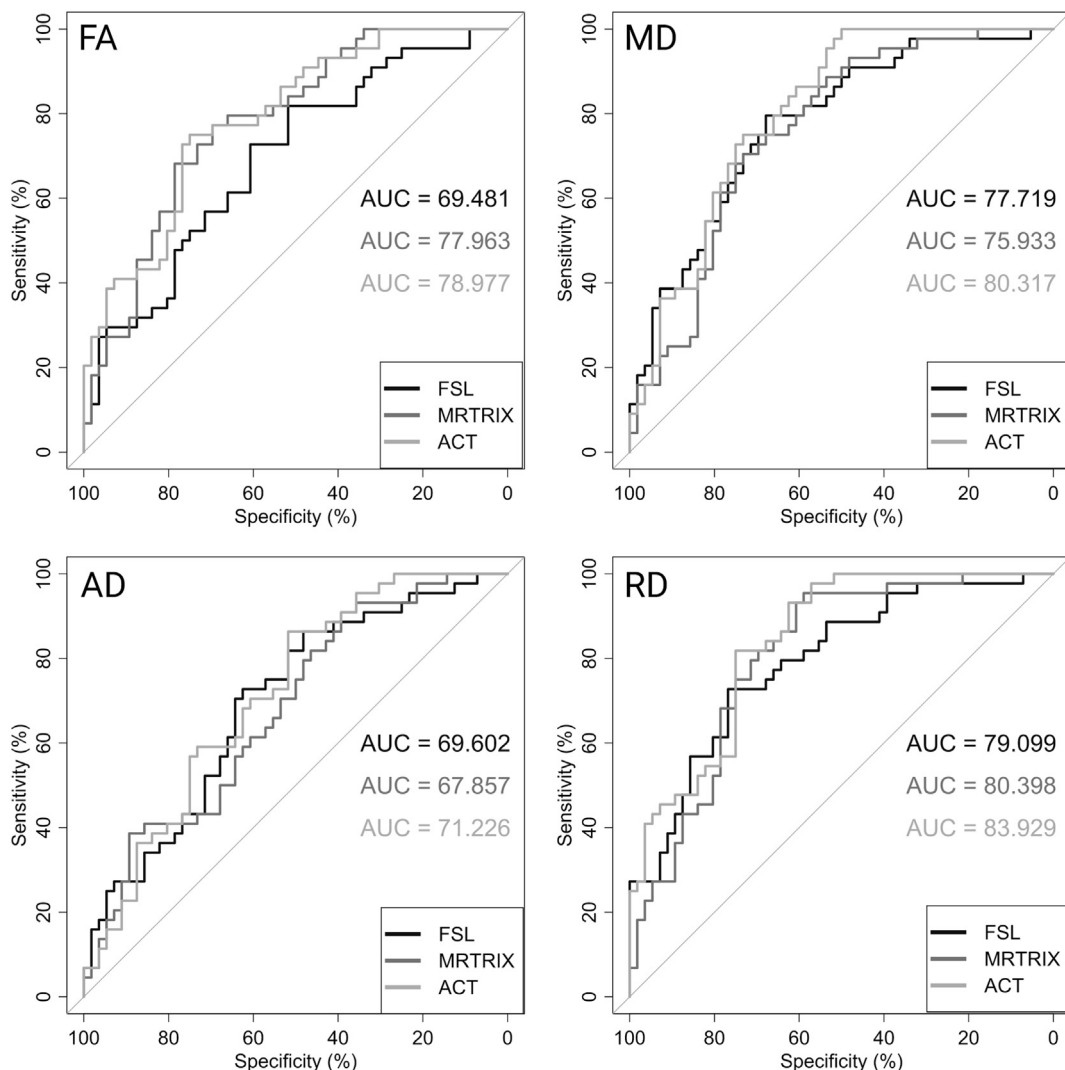 FA
Sensitivity (%)
100
80
60
40
20
0
AUC = 69.481
AUC = 77.963
AUC = 78.977
FSL
MRTRIX
ACT
100 80 60 40 20 0
Specificity (%)
MD
Sensitivity (%)
100
80
60
40
20
0
AUC = 77.719
AUC = 75.933
AUC = 80.317
FSL
MRTRIX
ACT
100 80 60 40 20 0
Specificity (%)
AD
Sensitivity (%)
100
80
60
40
20
0
AUC = 69.602
AUC = 67.857
AUC = 71.226
FSL
MRTRIX
ACT
100 80 60 40 20 0
Specificity (%)
RD
Sensitivity (%)
100
80
60
40
20
0
AUC = 79.099
AUC = 80.398
AUC = 83.929
FSL
MRTRIX
ACT
100 80 60 40 20 0
Specificity (%)